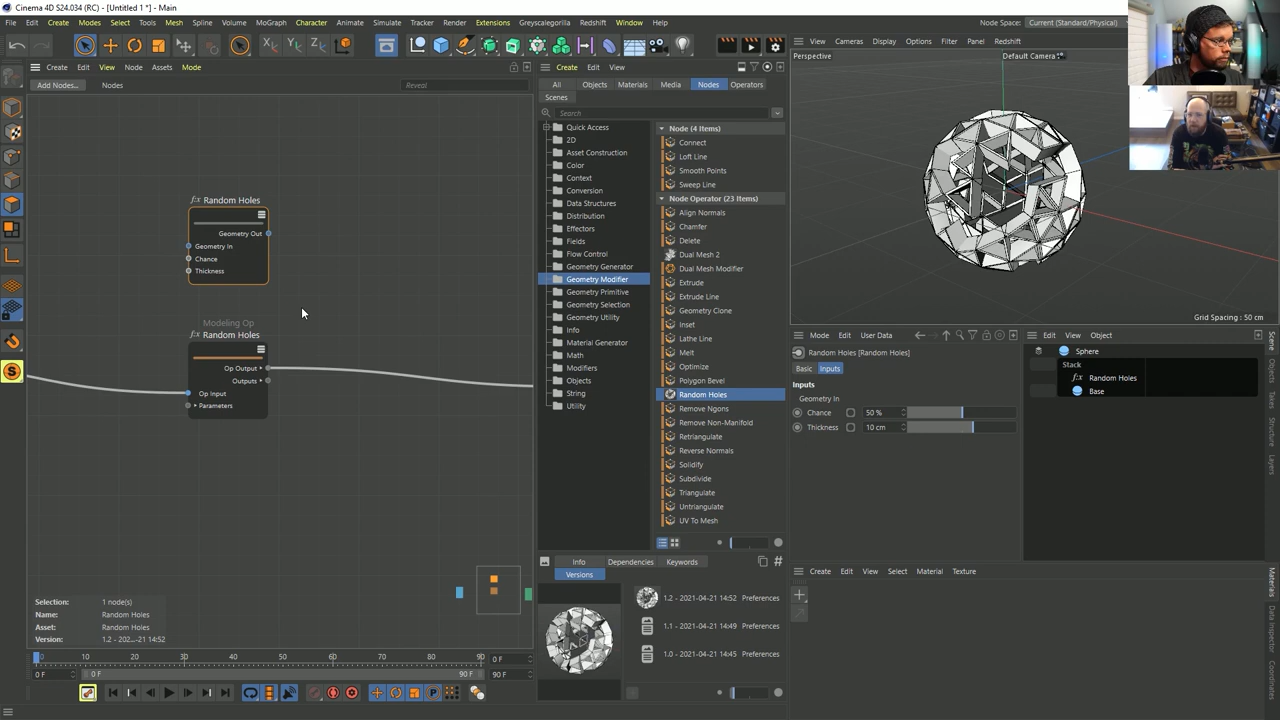 Cinema 4D S24.034 (RC) - [Untitled 1 *] - Main
File Edit Create Modes Select Tools Mesh Spline Volume MoGraph Character Animate Simulate Tracker Render Extensions Greyscalegorilla Redshift Window Help
Node Space: Current (Standard/Physical)
Create Edit View Node Assets Mode
Add Nodes... Nodes Reveal
Random Holes
Geometry Out
Geometry In
Chance
Thickness
Modeling Op
Random Holes
Op Output
Outputs
Op Input
Parameters
Selection: 1 node(s)
Name: Random Holes
Asset: Random Holes
Version: 1.2 - 202...-21 14:52
Create Edit View
All Objects Materials Media Nodes Operators
Scenes
Search
Quick Access
2D
Asset Construction
Color
Context
Conversion
Data Structures
Distribution
Effectors
Fields
Flow Control
Geometry Generator
Geometry Modifier
Geometry Primitive
Geometry Selection
Geometry Utility
Info
Material Generator
Math
Modifiers
Objects
String
Utility
Node (4 Items)
Connect
Loft Line
Smooth Points
Sweep Line
Node Operator (23 Items)
Align Normals
Chamfer
Delete
Dual Mesh 2
Dual Mesh Modifier
Extrude
Extrude Line
Geometry Clone
Inset
Lathe Line
Melt
Optimize
Polygon Bevel
Random Holes
Remove Ngons
Remove Non-Manifold
Retriangulate
Reverse Normals
Solidify
Subdivide
Triangulate
Untriangulate
UV To Mesh
Info Dependencies Keywords
Versions
1.2 - 2021-04-21 14:52 Preferences
1.1 - 2021-04-21 14:49 Preferences
1.0 - 2021-04-21 14:45 Preferences
View Cameras Display Options Filter Panel Redshift
Perspective Default Camera
Grid Spacing : 50 cm
Mode Edit User Data
Random Holes [Random Holes]
Basic Inputs
Inputs
Geometry In
Chance 50 %
Thickness 10 cm
Edit View Object
Sphere
Stack
Random Holes
Base
Create Edit View Select Material Texture
Scene
Takes
Structure
Layers
Materials
Data Inspector
Coordinates
0 10 20 30 40 50 60 70 80 90 0 F
0 F 0 F 90 F 90 F